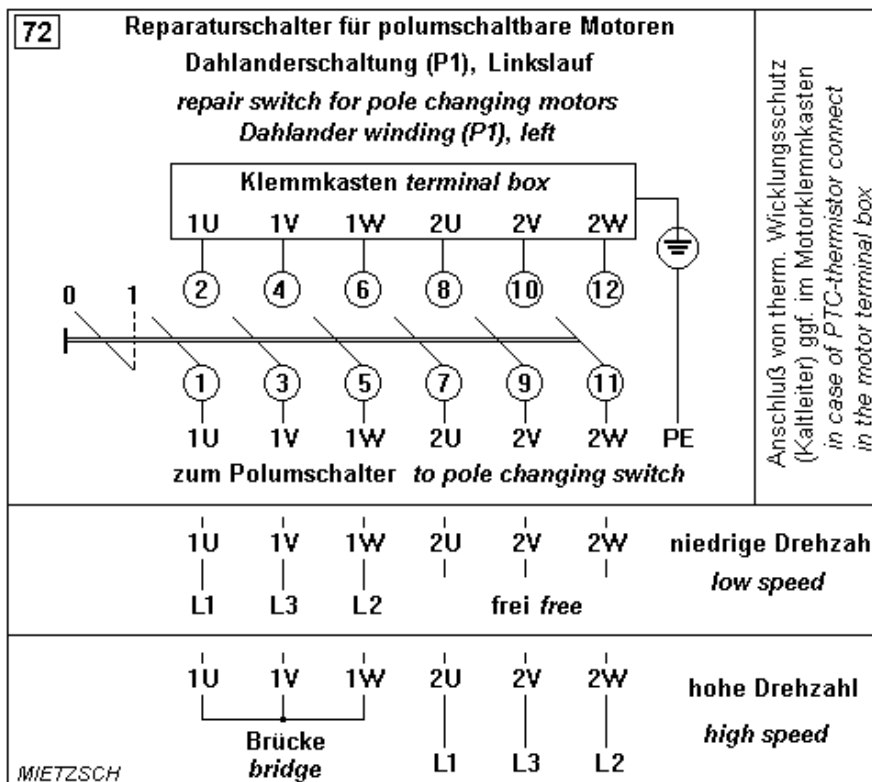 72
Reparaturschalter für polumschaltbare Motoren
Dahlanderschaltung (P1), Linkslauf
repair switch for pole changing motors
Dahlander winding (P1), left
Klemmkasten terminal box
1U 1V 1W 2U 2V 2W
0 1 2 4 6 8 10 12
1 3 5 7 9 11
1U 1V 1W 2U 2V 2W PE
zum Polumschalter to pole changing switch
Anschluß von therm. Wicklungsschutz
(Kaltleiter) ggf. im Motorklemmkasten
in case of PTC-thermistor connect
in the motor terminal box
1U 1V 1W 2U 2V 2W niedrige Drehzah
low speed
L1 L3 L2 frei free
1U 1V 1W 2U 2V 2W hohe Drehzahl
high speed
Brücke
bridge
L1 L3 L2
MIETZSCH